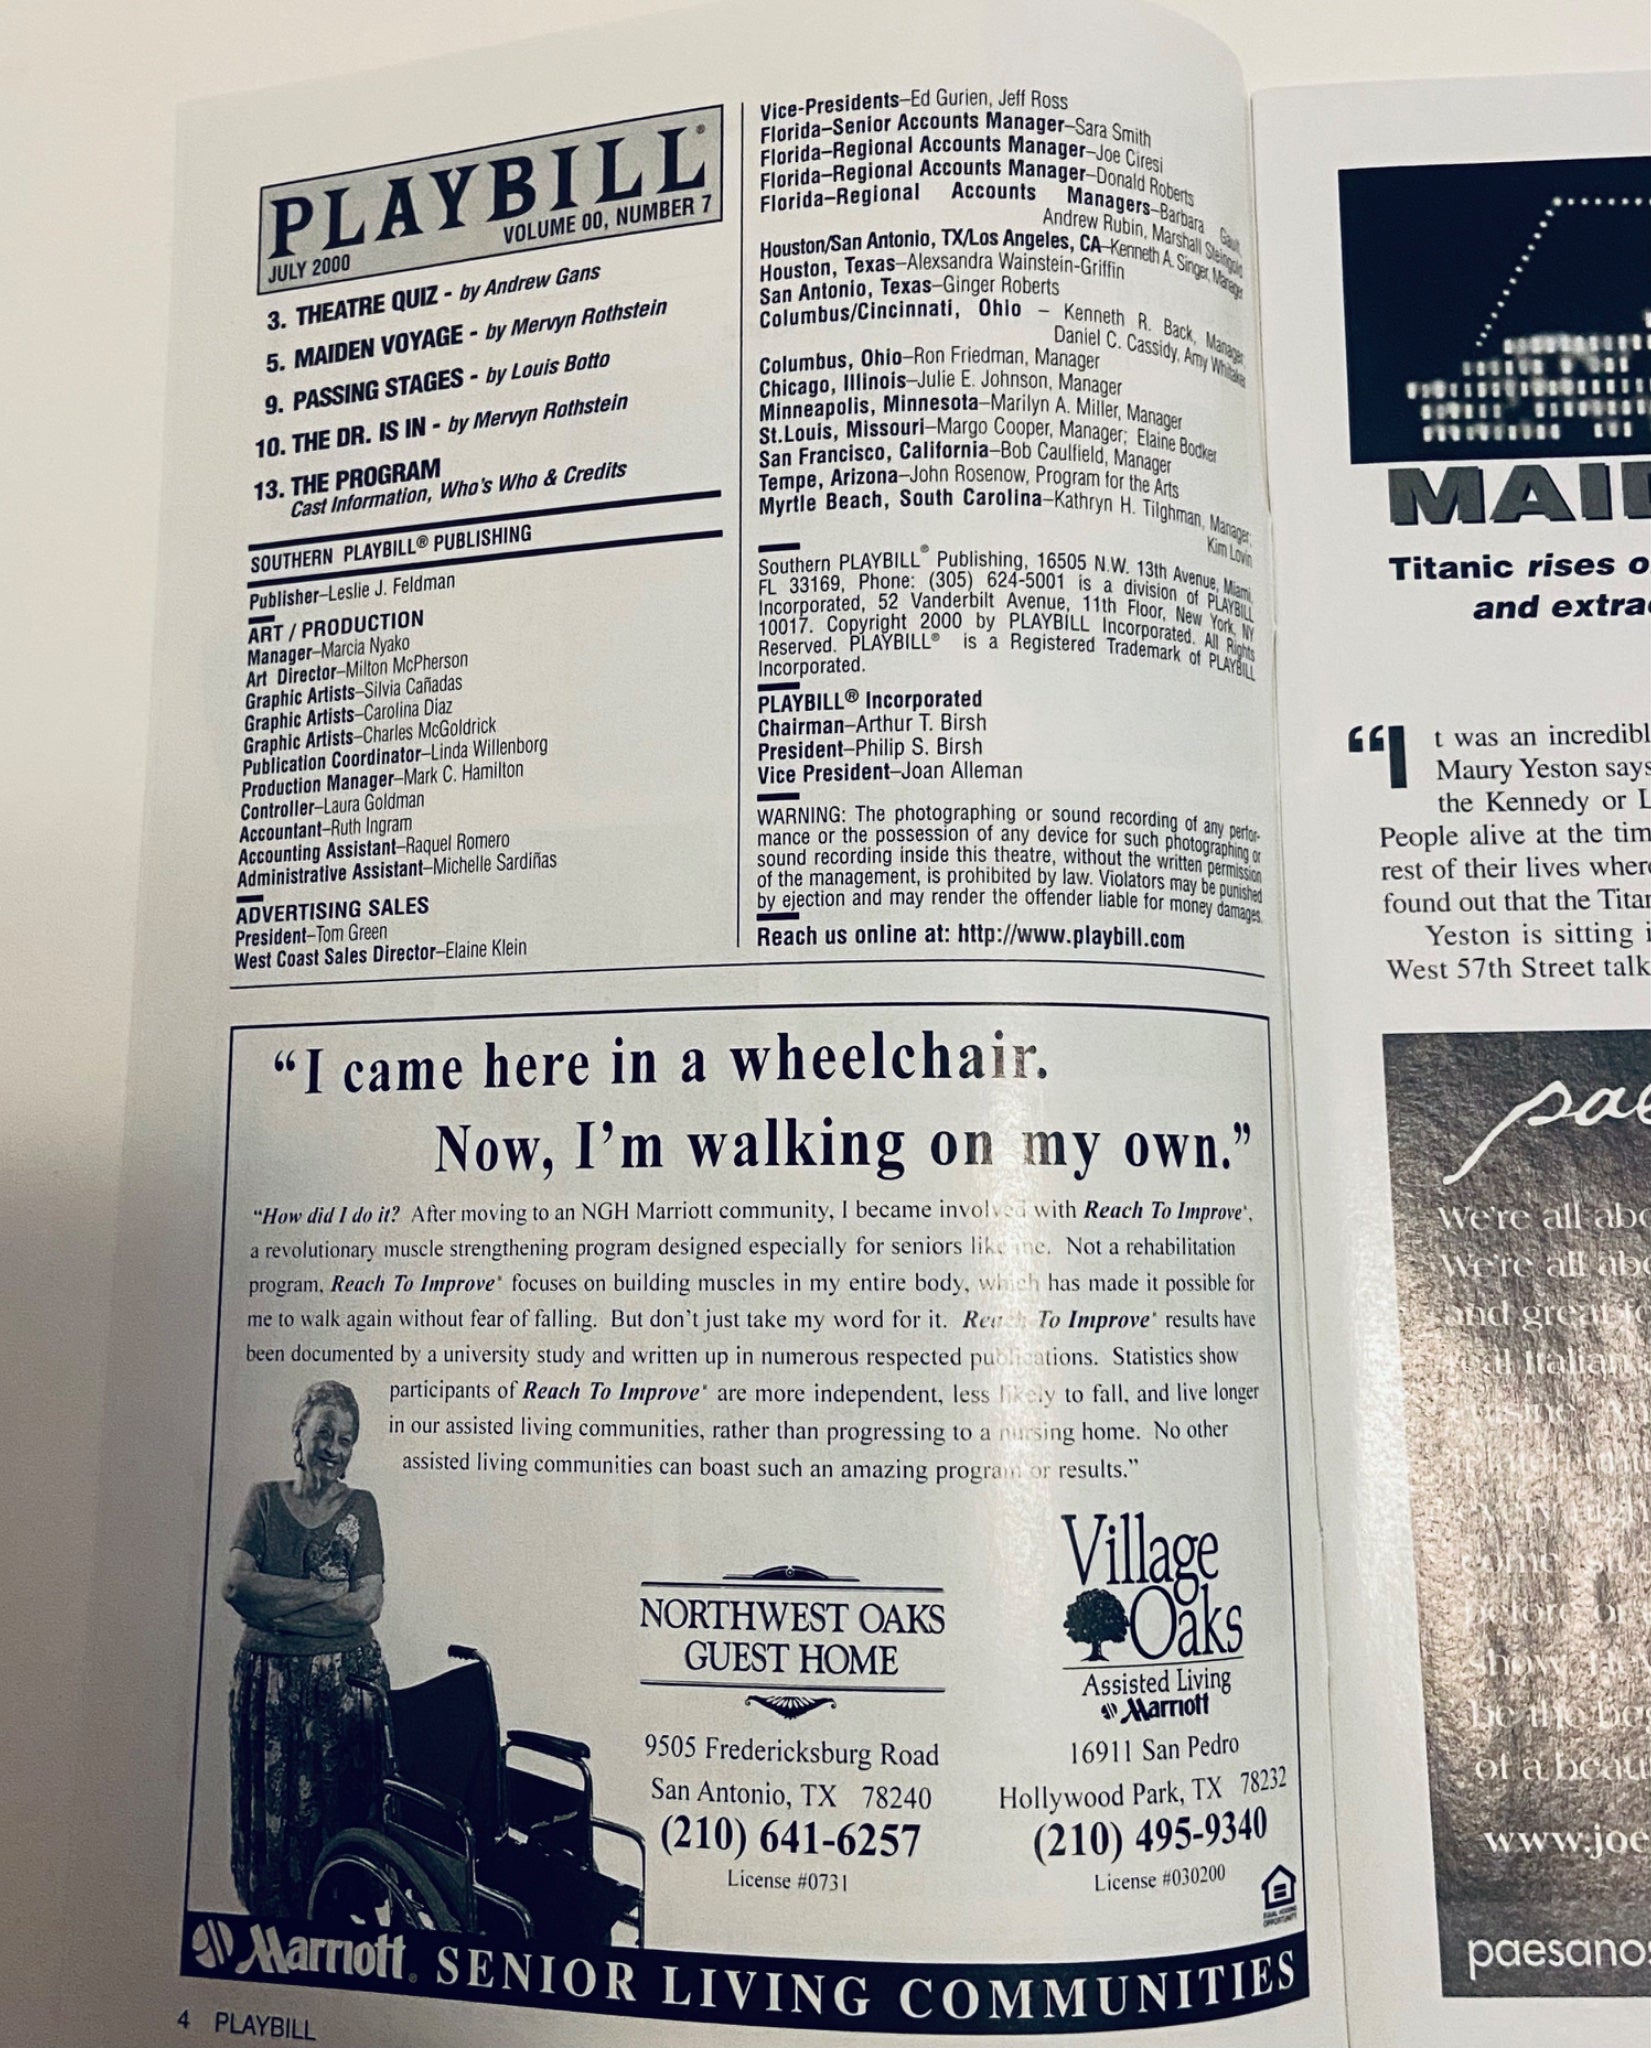 PLAYBILL®
VOLUME 00, NUMBER 7
JULY 2000
3. THEATRE QUIZ - by Andrew Gans
5. MAIDEN VOYAGE - by Mervyn Rothstein
9. PASSING STAGES - by Louis Botto
10. THE DR. IS IN - by Mervyn Rothstein
13. THE PROGRAM
Cast Information, Who's Who & Credits
SOUTHERN PLAYBILL® PUBLISHING
Publisher–Leslie J. Feldman
ART / PRODUCTION
Manager–Marcia Nyako
Art Director–Milton McPherson
Graphic Artists–Silvia Cañadas
Graphic Artists–Carolina Diaz
Graphic Artists–Charles McGoldrick
Publication Coordinator–Linda Willenborg
Production Manager–Mark C. Hamilton
Controller–Laura Goldman
Accountant–Ruth Ingram
Accounting Assistant–Raquel Romero
Administrative Assistant–Michelle Sardiñas
ADVERTISING SALES
President–Tom Green
West Coast Sales Director–Elaine Klein
Vice-Presidents–Ed Gurien, Jeff Ross
Florida–Senior Accounts Manager–Sara Smith
Florida–Regional Accounts Manager–Joe Ciresi
Florida–Regional Accounts Manager–Donald Roberts
Florida–Regional Accounts Managers–Barbara Gault,
Andrew Rubin, Marshall Steingold
Houston/San Antonio, TX/Los Angeles, CA–Kenneth A. Singer, Manager
Houston, Texas–Alexsandra Wainstein-Griffin
San Antonio, Texas–Ginger Roberts
Columbus/Cincinnati, Ohio – Kenneth R. Back, Manager,
Daniel C. Cassidy, Amy Whitaker
Columbus, Ohio–Ron Friedman, Manager
Chicago, Illinois–Julie E. Johnson, Manager
Minneapolis, Minnesota–Marilyn A. Miller, Manager
St.Louis, Missouri–Margo Cooper, Manager; Elaine Bodker
San Francisco, California–Bob Caulfield, Manager
Tempe, Arizona–John Rosenow, Program for the Arts
Myrtle Beach, South Carolina–Kathryn H. Tilghman, Manager,
Kim Lovin
Southern PLAYBILL® Publishing, 16505 N.W. 13th Avenue, Miami,
FL 33169, Phone: (305) 624-5001 is a division of PLAYBILL
Incorporated, 52 Vanderbilt Avenue, 11th Floor, New York, NY
10017. Copyright 2000 by PLAYBILL Incorporated. All Rights
Reserved. PLAYBILL® is a Registered Trademark of PLAYBILL
Incorporated.
PLAYBILL® Incorporated
Chairman–Arthur T. Birsh
President–Philip S. Birsh
Vice President–Joan Alleman
WARNING: The photographing or sound recording of any perfor-
mance or the possession of any device for such photographing or
sound recording inside this theatre, without the written permission
of the management, is prohibited by law. Violators may be punished
by ejection and may render the offender liable for money damages.
Reach us online at: http://www.playbill.com
“I came here in a wheelchair.
Now, I’m walking on my own.”
“How did I do it? After moving to an NGH Marriott community, I became involved with Reach To Improve*,
a revolutionary muscle strengthening program designed especially for seniors like me. Not a rehabilitation
program, Reach To Improve* focuses on building muscles in my entire body, which has made it possible for
me to walk again without fear of falling. But don’t just take my word for it. Reach To Improve* results have
been documented by a university study and written up in numerous respected publications. Statistics show
participants of Reach To Improve* are more independent, less likely to fall, and live longer
in our assisted living communities, rather than progressing to a nursing home. No other
assisted living communities can boast such an amazing program or results.”
NORTHWEST OAKS
GUEST HOME
9505 Fredericksburg Road
San Antonio, TX 78240
(210) 641-6257
License #0731
Village
Oaks
Assisted Living
Marriott
16911 San Pedro
Hollywood Park, TX 78232
(210) 495-9340
License #030200
EQUAL HOUSING
OPPORTUNITY
Marriott® SENIOR LIVING COMMUNITIES
4 PLAYBILL
MAI
Titanic rises o
and extra
“I
t was an incredibl
Maury Yeston says
the Kennedy or L
People alive at the tim
rest of their lives wher
found out that the Titan
Yeston is sitting i
West 57th Street talk
pae
we're all abo
we're all abo
and great fo
real Italian
before or
of a beau
www.joe
paesanos